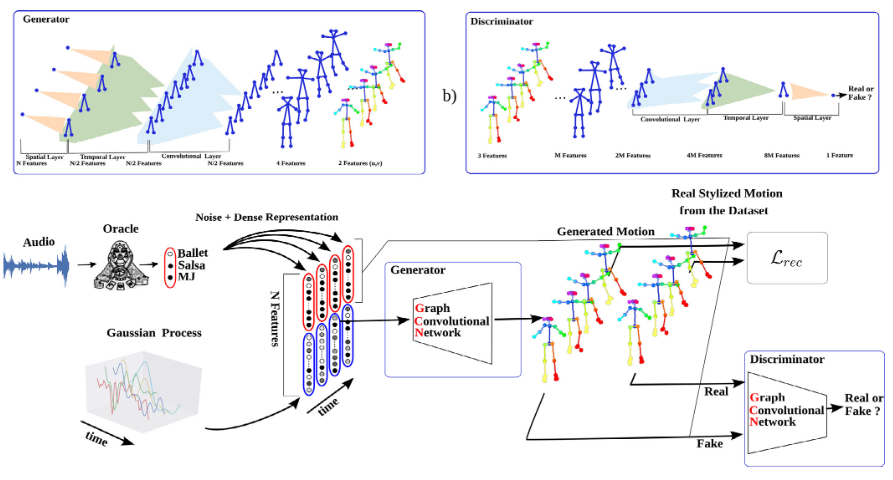 Generator
Spatial Layer
Temporal Layer
Convolutional Layer
N Features
N/2 Features
N/2 Features
N/2 Features
4 Features
2 Features (u,v)
...
b)
Discriminator
... ...
Real or
Fake ?
Convolutional Layer
Temporal Layer
Spatial Layer
3 Features
M Features
2M Features
4M Features
8M Features
1 Feature
Audio
Oracle
Ballet
Salsa
MJ
Noise + Dense Representation
N Features
time
Gaussian Process
time
Generator
Graph
Convolutional
Network
Generated Motion
Real Stylized Motion
from the Dataset
ℒrec
Real
Fake
Discriminator
Graph
Convolutional
Network
Real or
Fake ?